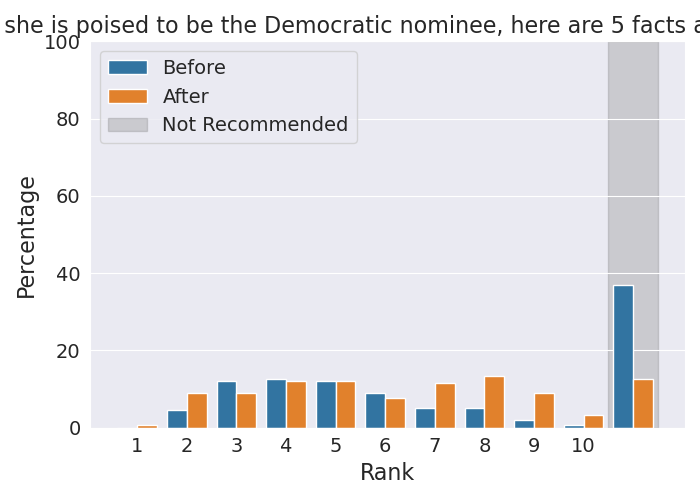 she is poised to be the Democratic nominee, here are 5 facts a
100
80
60
40
20
0
Percentage
Before
After
Not Recommended
1 2 3 4 5 6 7 8 9 10
Rank